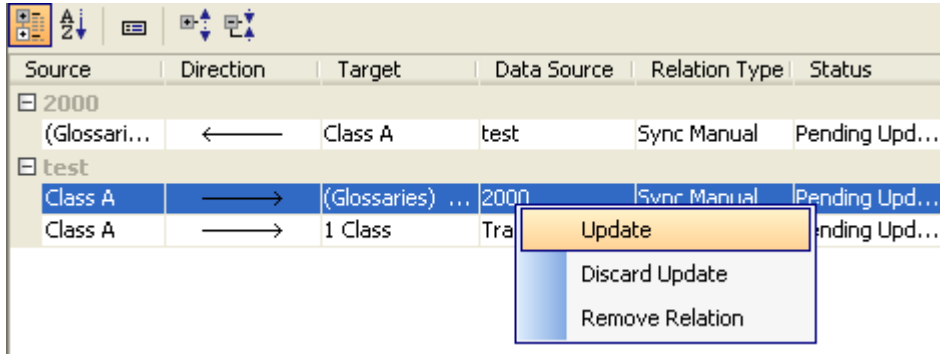 Source Direction Target Data Source Relation Type Status
2000
(Glossari... Class A test Sync Manual Pending Upd...
test
Class A (Glossaries) ... 2000 Sync Manual Pending Upd...
Class A 1 Class Tra ending Upd...
Update
Discard Update
Remove Relation